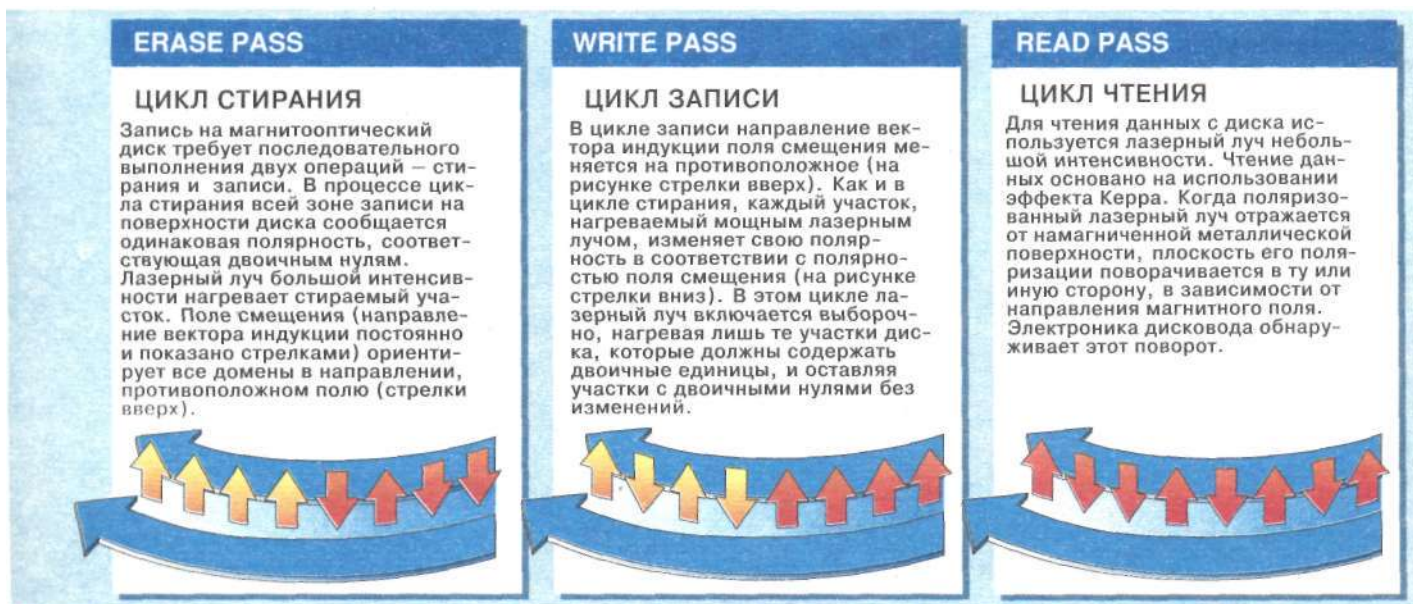 ERASE PASS
ЦИКЛ СТИРАНИЯ
Запись на магнитооптический
диск требует последовательного
выполнения двух операций — сти-
рания и записи. В процессе цик-
ла стирания всей зоне записи на
поверхности диска сообщается
одинаковая полярность, соответ-
ствующая двоичным нулям.
Лазерный луч большой интенсив-
ности нагревает стираемый уча-
сток. Поле смещения (направле-
ние вектора индукции постоянно
и показано стрелками) ориенти-
рует все домены в направлении,
противоположном полю (стрелки
вверх).
WRITE PASS
ЦИКЛ ЗАПИСИ
В цикле записи направление век-
тора индукции поля смещения ме-
няется на противоположное (на
рисунке стрелки вверх). Как и в
цикле стирания, каждый участок,
нагреваемый мощным лазерным
лучом, изменяет свою поляр-
ность в соответствии с полярно-
стью поля смещения (на рисунке
стрелки вниз). В этом цикле ла-
зерный луч включается выбороч-
но, нагревая лишь те участки дис-
ка, которые должны содержать
двоичные единицы, и оставляя
участки с двоичными нулями без
изменений.
READ PASS
ЦИКЛ ЧТЕНИЯ
Для чтения данных с диска ис-
пользуется лазерный луч неболь-
шой интенсивности. Чтение дан-
ных основано на использовании
эффекта Керра. Когда поляризо-
ванный лазерный луч отражается
от намагниченной металлической
поверхности, плоскость его поля-
ризации поворачивается в ту или
иную сторону, в зависимости от
направления магнитного поля.
Электроника дисковода обнару-
живает этот поворот.